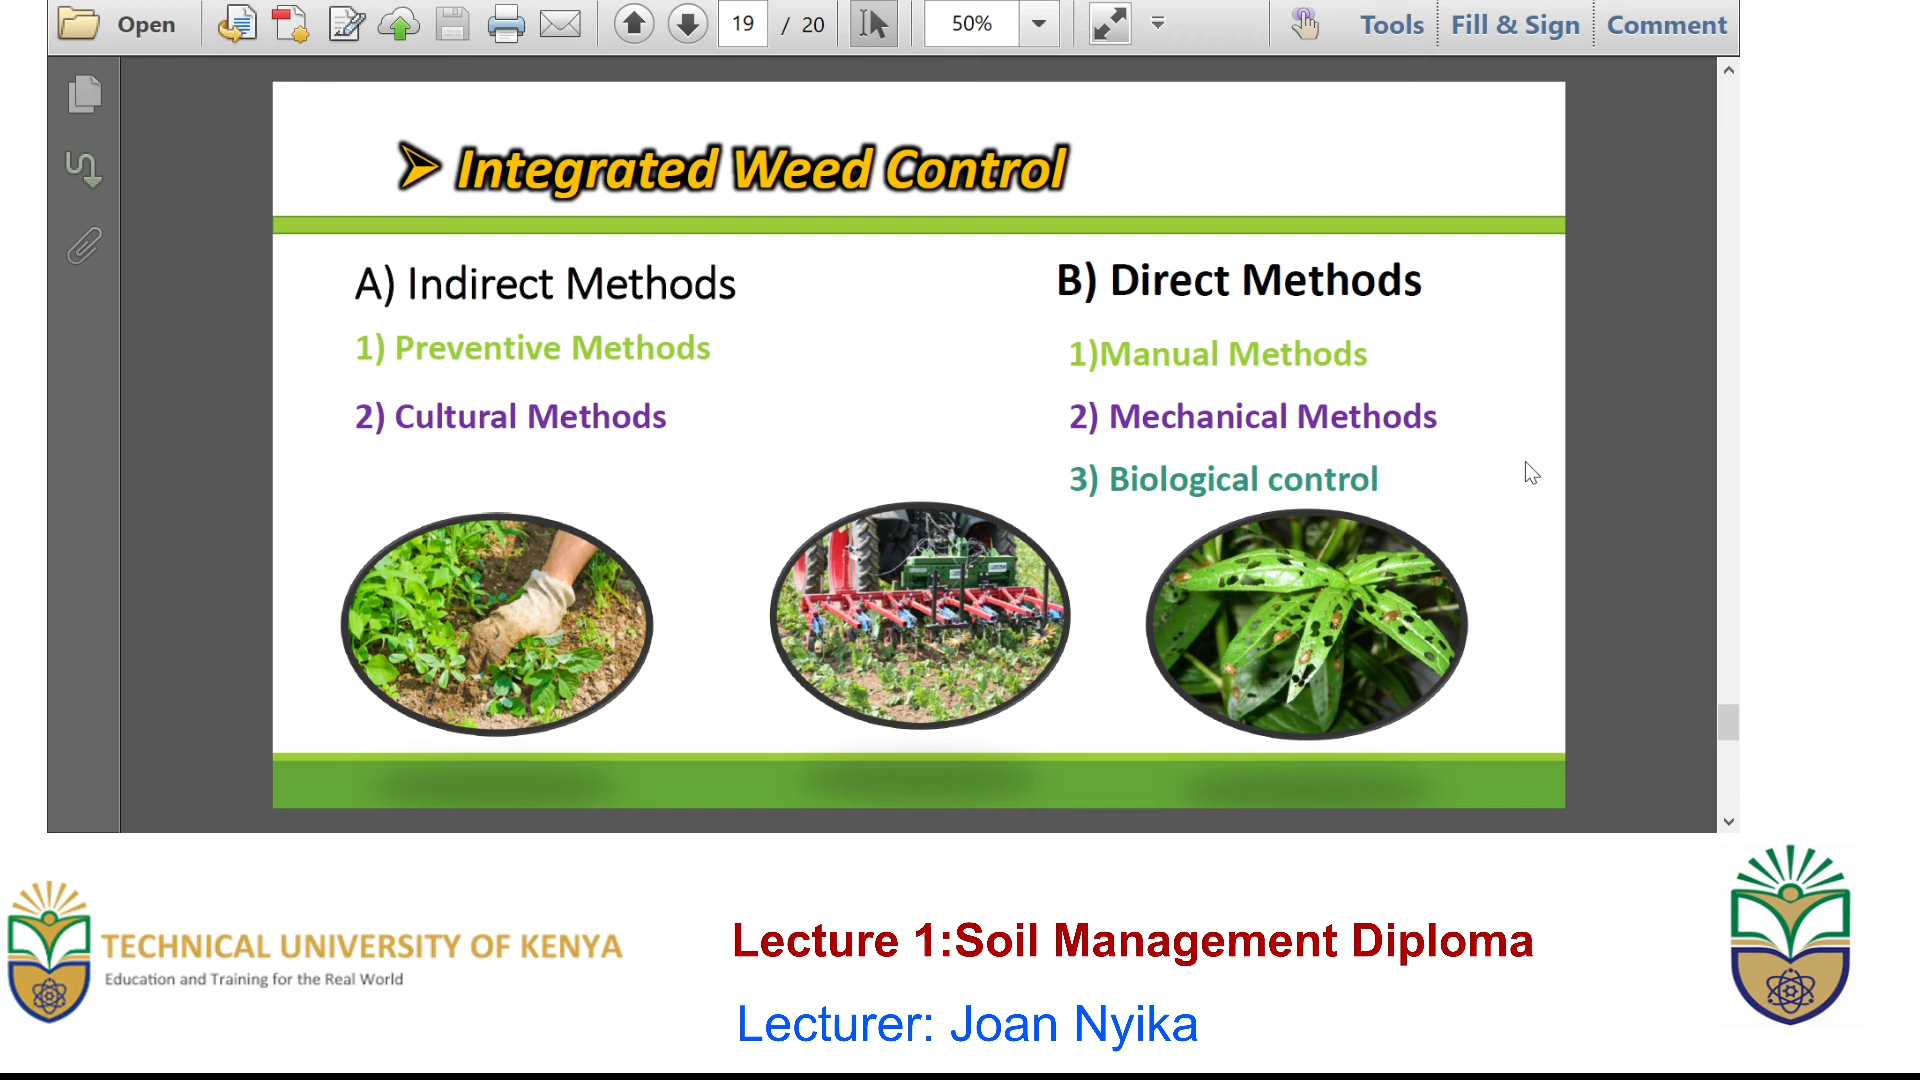 Open
19 / 20
50%
Tools
Fill & Sign
Comment
➢ Integrated Weed Control
A) Indirect Methods
1) Preventive Methods
2) Cultural Methods
B) Direct Methods
1)Manual Methods
2) Mechanical Methods
3) Biological control
TECHNICAL UNIVERSITY OF KENYA
Education and Training for the Real World
Lecture 1:Soil Management Diploma
Lecturer: Joan Nyika